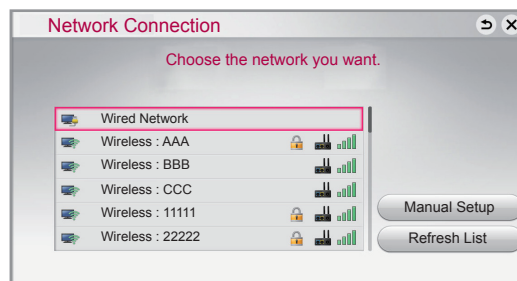 Network Connection
Choose the network you want.
Wired Network
Wireless : AAA
Wireless : BBB
Wireless : CCC
Wireless : 11111
Wireless : 22222
Manual Setup
Refresh List